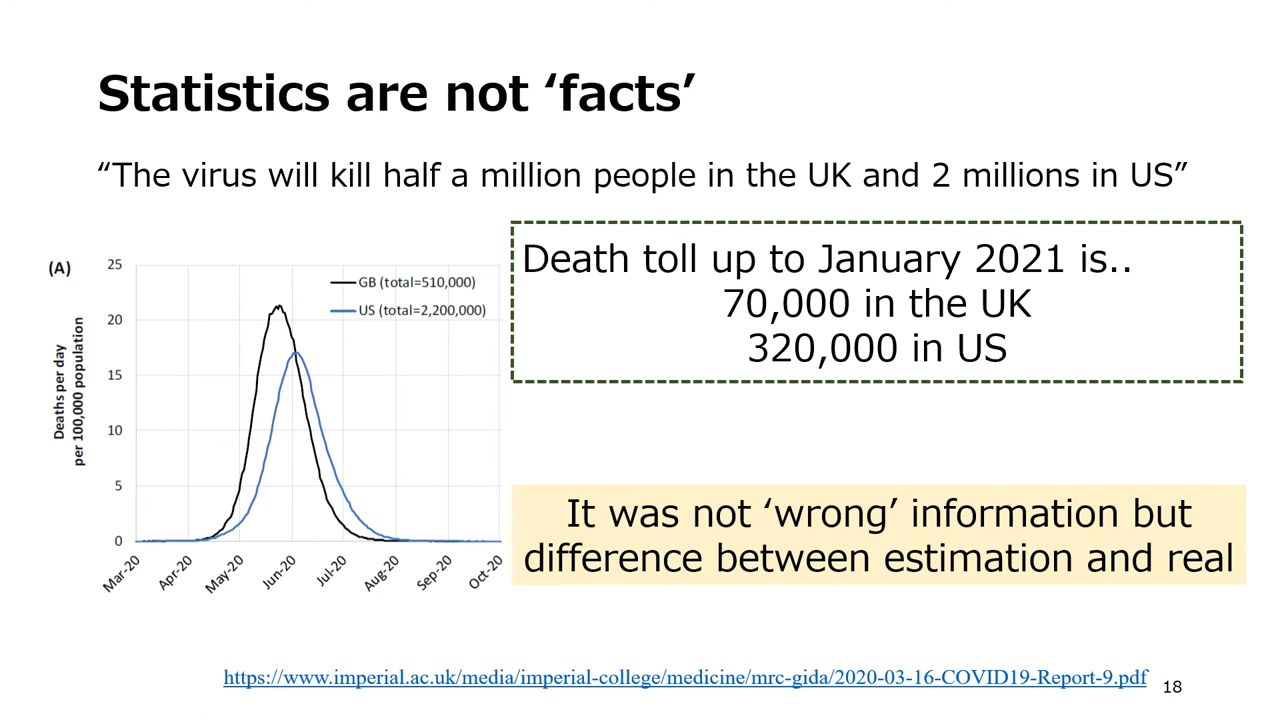 Statistics are not ‘facts’
“The virus will kill half a million people in the UK and 2 millions in US”
(A)
Deaths per day
per 100,000 population
25
20
15
10
5
0
GB (total=510,000)
US (total=2,200,000)
Mar-20
Apr-20
May-20
Jun-20
Jul-20
Aug-20
Sep-20
Oct-20
Death toll up to January 2021 is..
70,000 in the UK
320,000 in US
It was not ‘wrong’ information but
difference between estimation and real
https://www.imperial.ac.uk/media/imperial-college/medicine/mrc-gida/2020-03-16-COVID19-Report-9.pdf
18